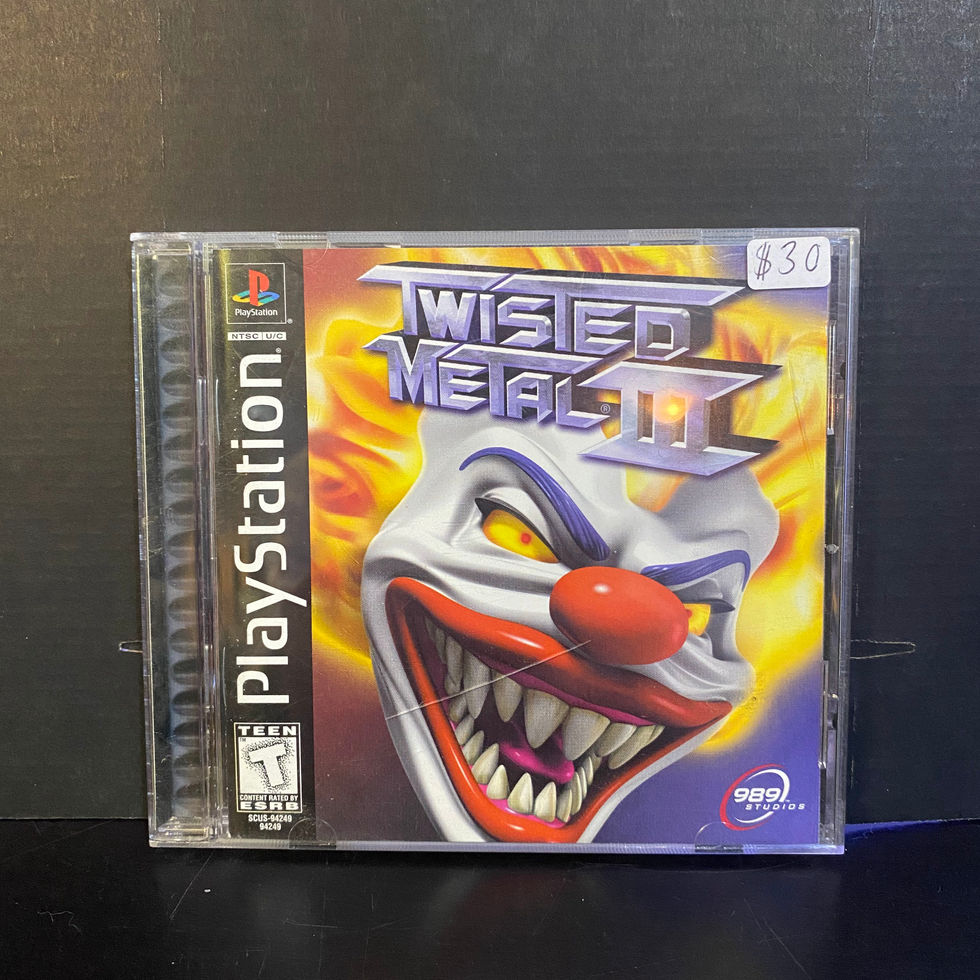 $30
PlayStation
NTSC U/C
PlayStation
TWISTED
METAL® III
TEEN
T
CONTENT RATED BY
ESRB
SCUS-94249
94249
989
STUDIOS